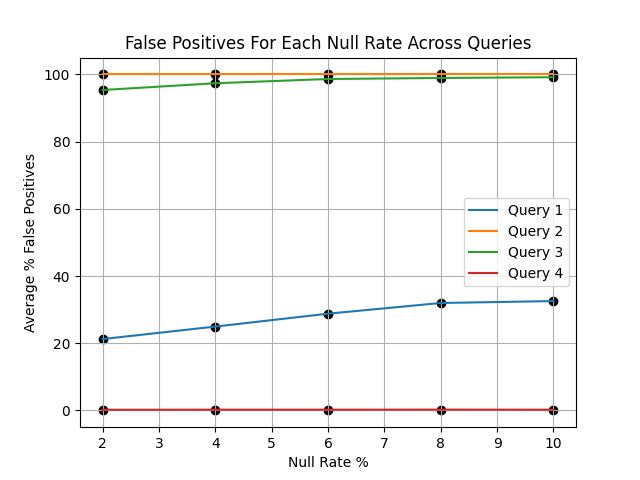 False Positives For Each Null Rate Across Queries
Average % False Positives
100
80
60
40
20
0
Query 1
Query 2
Query 3
Query 4
2 3 4 5 6 7 8 9 10
Null Rate %